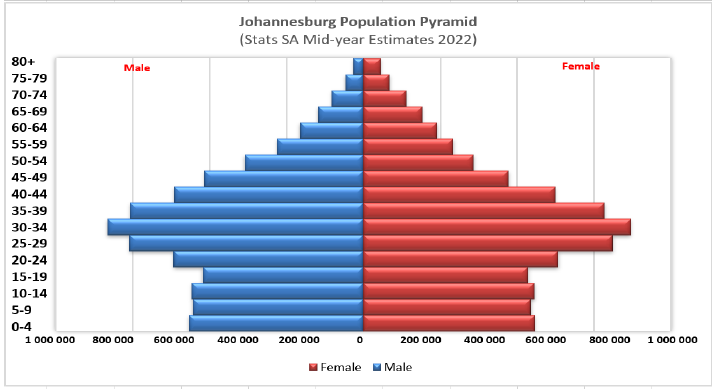 Johannesburg Population Pyramid
(Stats SA Mid-year Estimates 2022)
Male
Female
80+
75-79
70-74
65-69
60-64
55-59
50-54
45-49
40-44
35-39
30-34
25-29
20-24
15-19
10-14
5-9
0-4
1 000 000 800 000 600 000 400 000 200 000 0 200 000 400 000 600 000 800 000 1 000 000
Female Male